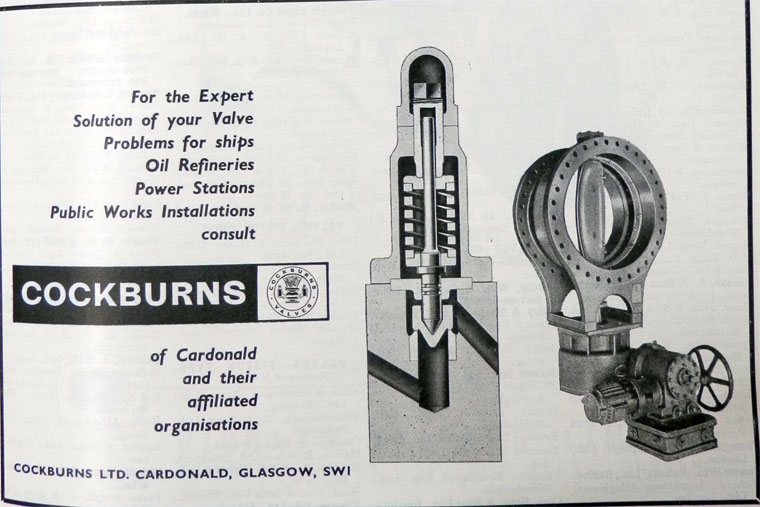 For the Expert
Solution of your Valve
Problems for ships
Oil Refineries
Power Stations
Public Works Installations
consult
COCKBURNS
COCKBURNS
VALVES
of Cardonald
and their
affiliated
organisations
COCKBURNS LTD. CARDONALD, GLASGOW, SW1